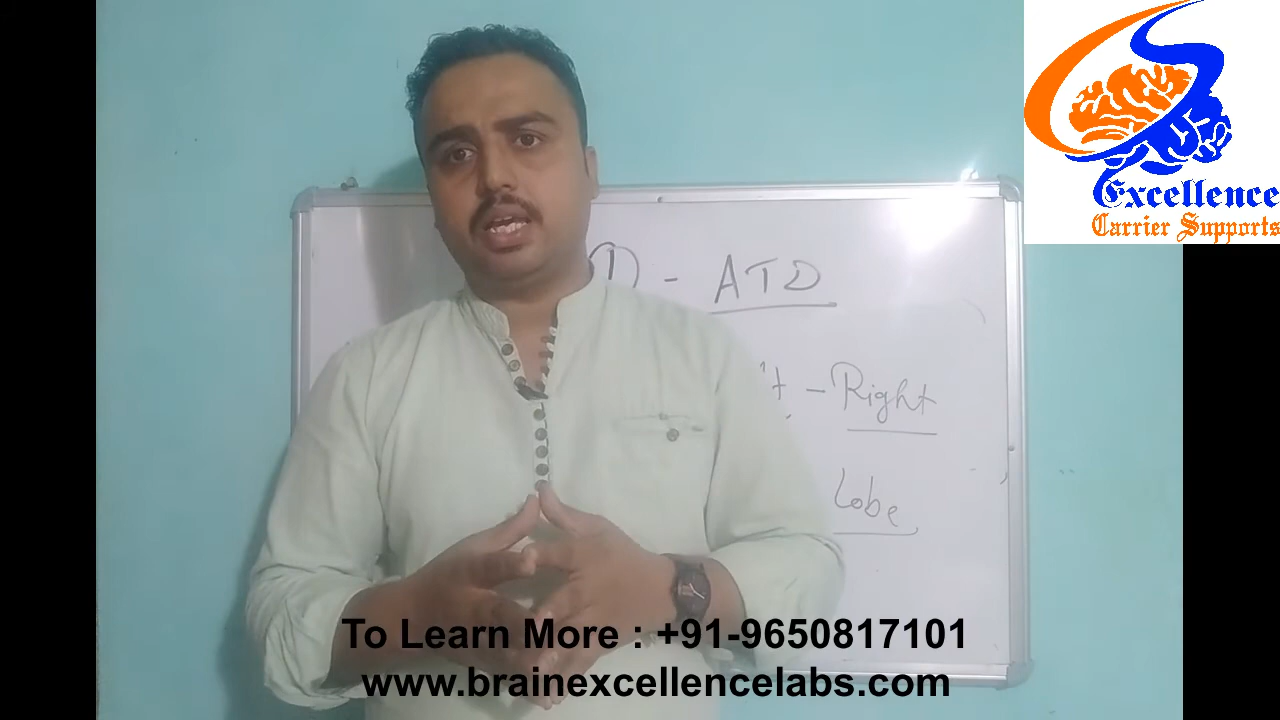 Excellence
Carrier Supports
- ATD
- Right
Lobe
To Learn More : +91-9650817101
www.brainexcellencelabs.com